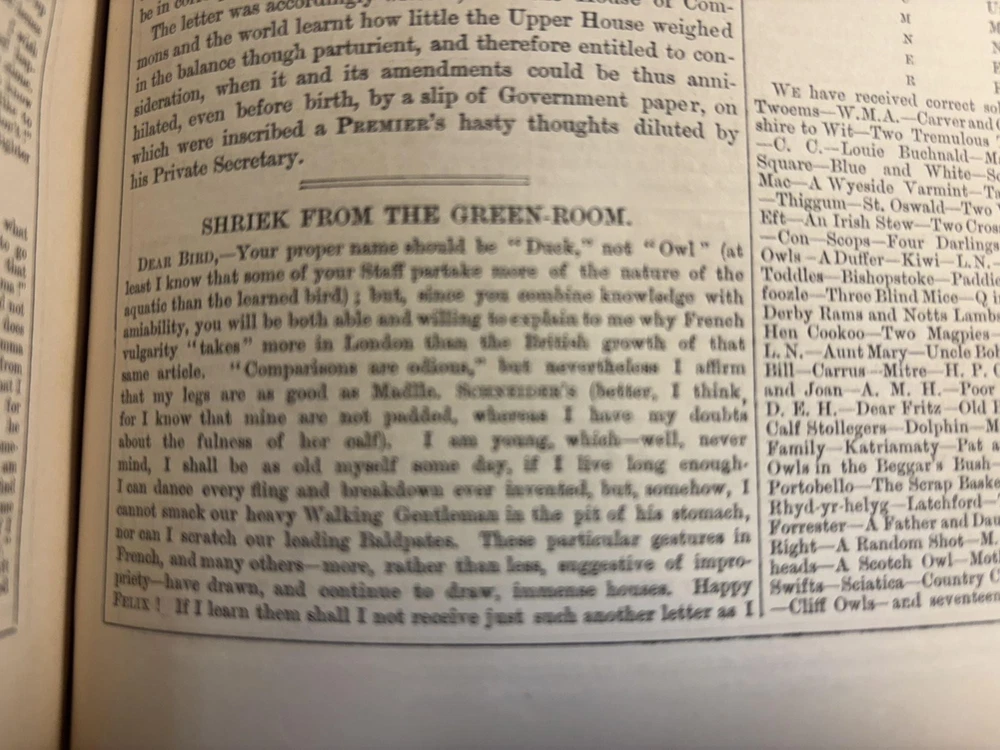 be in
The letter was accordingly House of Com-
mons and the world learnt how little the Upper House weighed
in the balance though parturient, and therefore entitled to con-
sideration, when it and its amendments could be thus anni-
hilated, even before birth, by a slip of Government paper, on
which were inscribed a PREMIER'S hasty thoughts diluted by
his Private Secretary.
SHRIEK FROM THE GREEN-ROOM.
DEAR BIRD,—Your proper name should be "Duck," not "Owl" (at
least I know that some of your Staff partake more of the nature of the
aquatic than the learned bird); but, since you combine knowledge with
amiability, you will be both able and willing to explain to me why French
vulgarity "takes" more in London than the British growth of that
same article. "Comparisons are odious," but nevertheless I affirm
that my legs are as good as Madlle. SCHNEIDER'S (better, I think,
for I know that mine are not padded, whereas I have my doubts
about the fulness of her calf). I am young, which—well, never
mind, I shall be as old myself some day, if I live long enough.
I can dance every fling and breakdown ever invented, but, somehow, I
cannot smack our heavy Walking Gentleman in the pit of his stomach,
nor can I scratch our leading Baldpates. These particular gestures in
French, and many others—more, rather than less, suggestive of impro-
priety—have drawn, and continue to draw, immense houses. Happy
FELIX! If I learn them shall I not receive just such another letter as I
M
N
E
R
WE have received correct
Twoems—W.M.A.—Carver and
shire to Wit—Two Tremulous
—C. C.—Louie Buchnald—
Square—Blue and White—
Mac—A Wyeside Varmint—
—Thiggum—St. Oswald—Two
Eft—An Irish Stew—Two
—Con—Scops—Four Darlings
Owls—A Duffer—Kiwi—L.N.—
Toddles—Bishopstoke—
foozle—Three Blind Mice—Q
Derby Rams and Notts
Hen Cookoo—Two Magpies—
L. N.—Aunt Mary—Uncle
Bill—Carrus—Mitre—H. P.
and Joan—A. M. H.—Poor
D. E. H.—Dear Fritz—Old
Calf Stollegers—Dolphin—
Family—Katriamaty—Pat
Owls in the Beggar's Bush—
Portobello—The Scrap
Rhyd-yr-helyg—Latchford—
Forrester—A Father and
Right—A Random Shot—M.
heads—A Scotch Owl—
Swifts—Sciatica—Country
—Cliff Owls—and seventeen